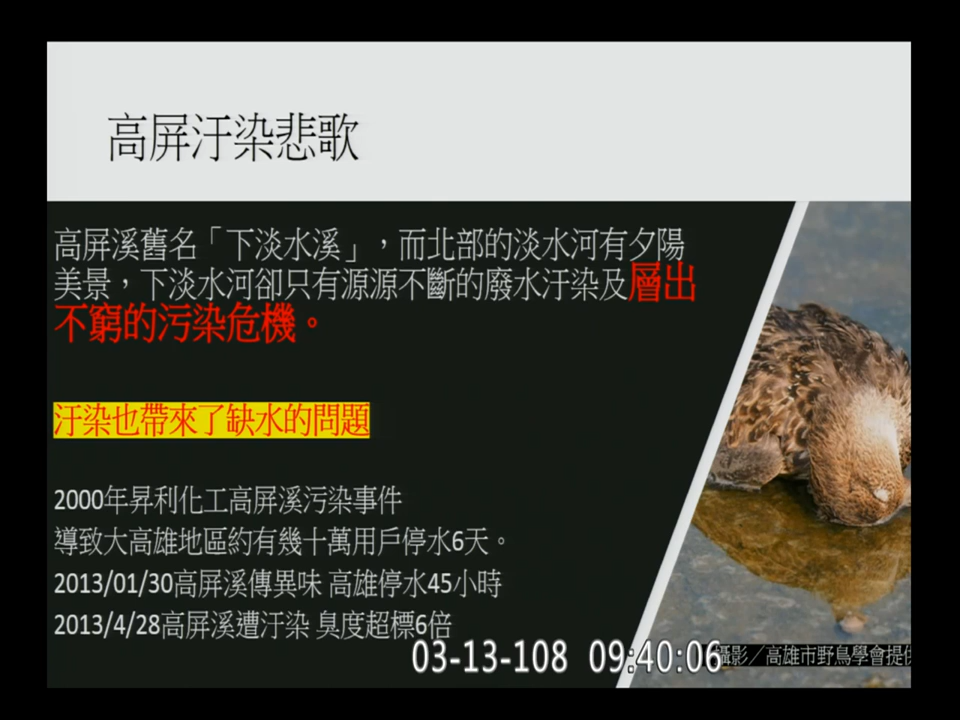 高屏汙染悲歌
高屏溪舊名「下淡水溪」，而北部的淡水河有夕陽
美景，下淡水河卻只有源源不斷的廢水汙染及層出
不窮的污染危機。
汙染也帶來了缺水的問題
2000年昇利化工高屏溪污染事件
導致大高雄地區約有幾十萬用戶停水6天。
2013/01/30高屏溪傳異味 高雄停水45小時
2013/4/28高屏溪遭汙染 臭度超標6倍
03-13-108 09:40:06
攝影／高雄市野鳥學會提供